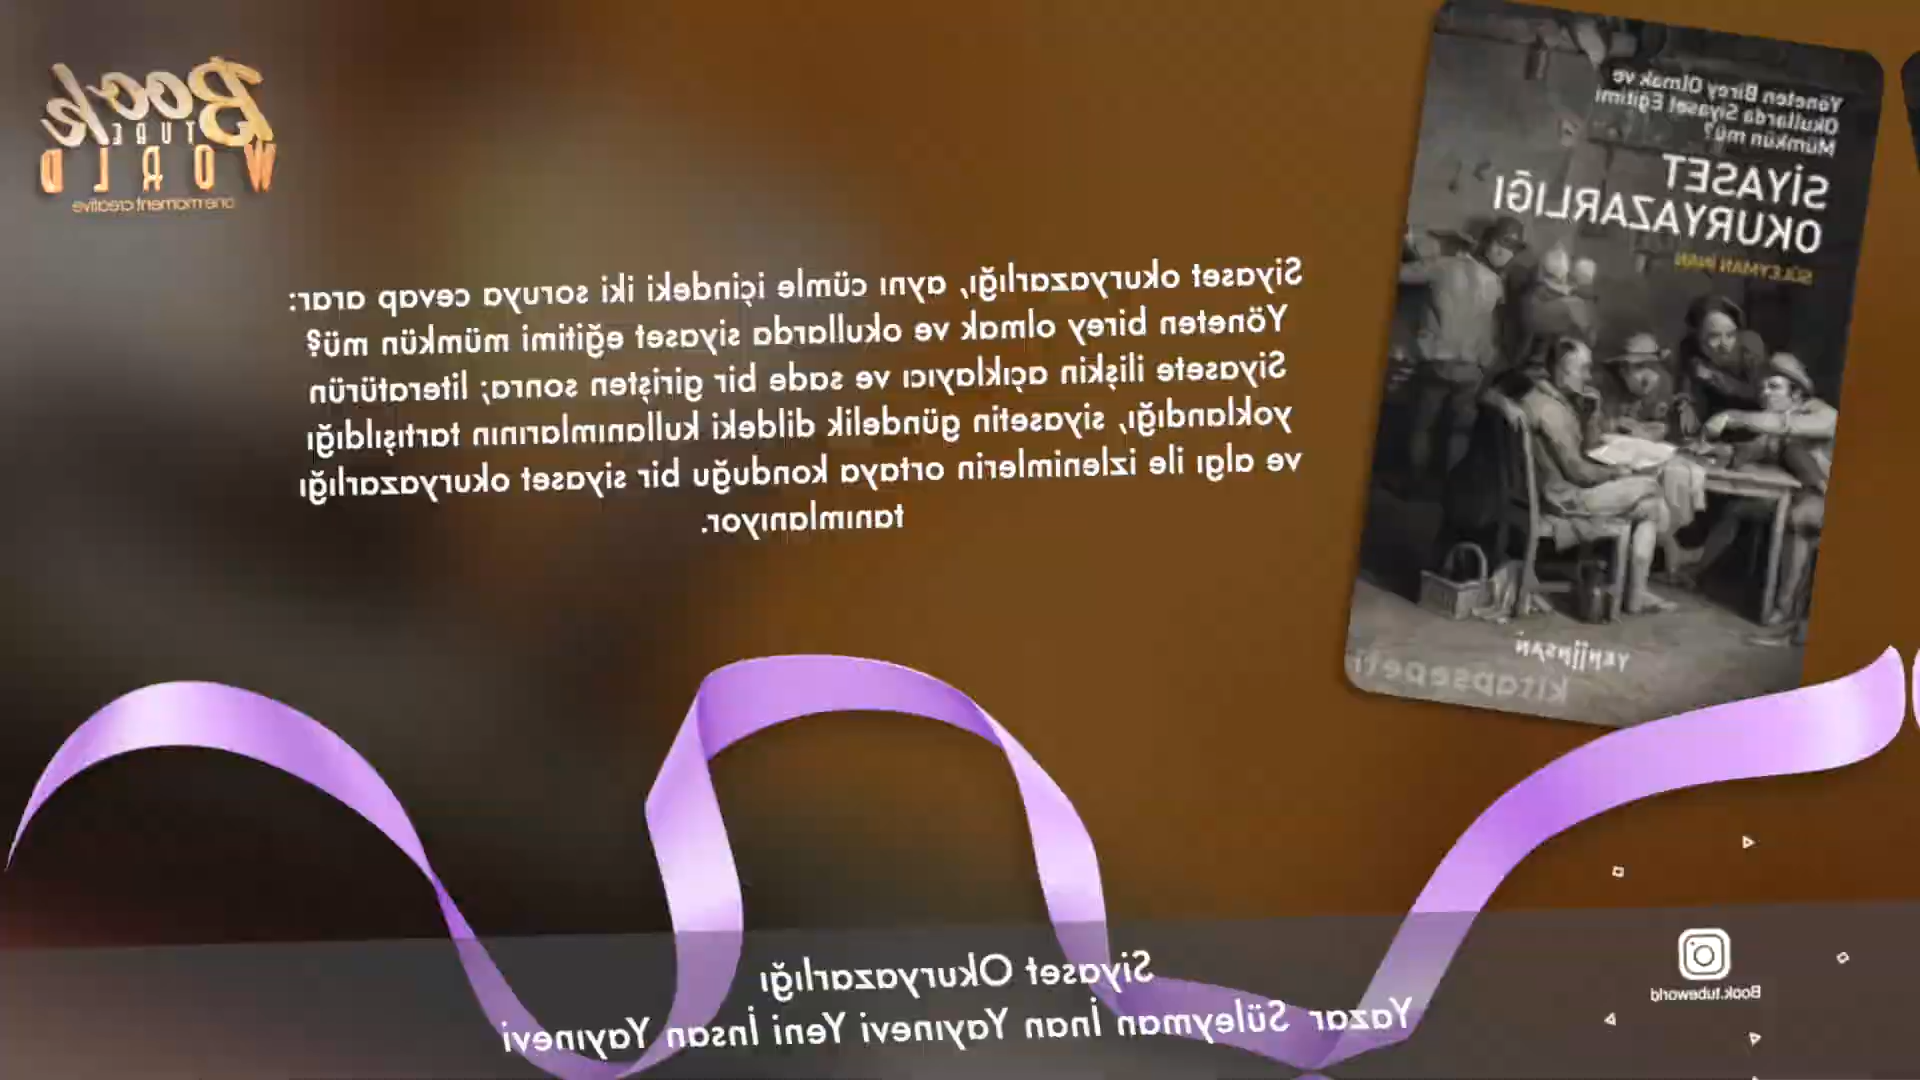 Book
TUBE
WORLD
one moment creative
Siyaset okuryazarlığı, aynı cümle içindeki iki soruya cevap arar:
Yöneten birey olmak ve okullarda siyaset eğitimi mümkün mü?
Siyasete ilişkin açıklayıcı ve sade bir girişten sonra; literatürün
yoklandığı, siyasetin gündelik dildeki kullanımlarının tartışıldığı
ve algı ile izlenimlerin ortaya konduğu bir siyaset okuryazarlığı
tanımlanıyor.
Yöneten Birey Olmak ve
Okullarda Siyaset Eğitimi
Mümkün mü?
SİYASET
OKURYAZARLIĞI
SÜLEYMAN İNAN
YENİİNSAN
kitapsepeti
Siyaset Okuryazarlığı
Yazar Süleyman İnan Yayınevi Yeni İnsan Yayınevi
Book.tubeworld